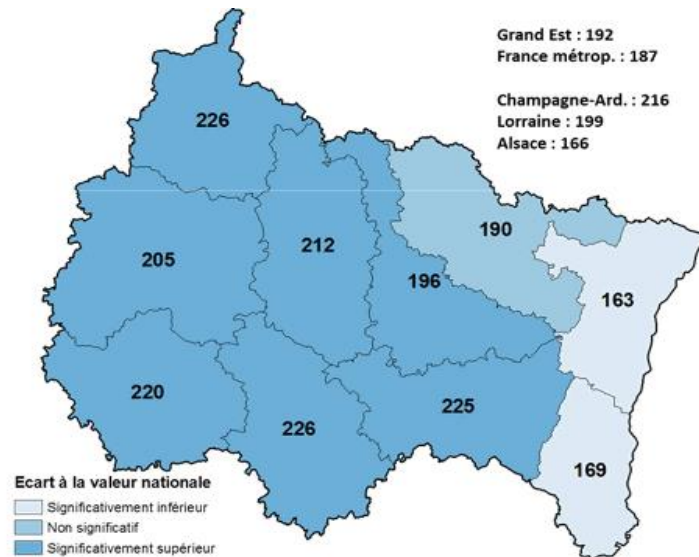 Grand Est : 192
France métrop. : 187
Champagne-Ard. : 216
Lorraine : 199
Alsace : 166
226
190
205
212
196
163
220
226
225
169
Ecart à la valeur nationale
Significativement inférieur
Non significatif
Significativement supérieur